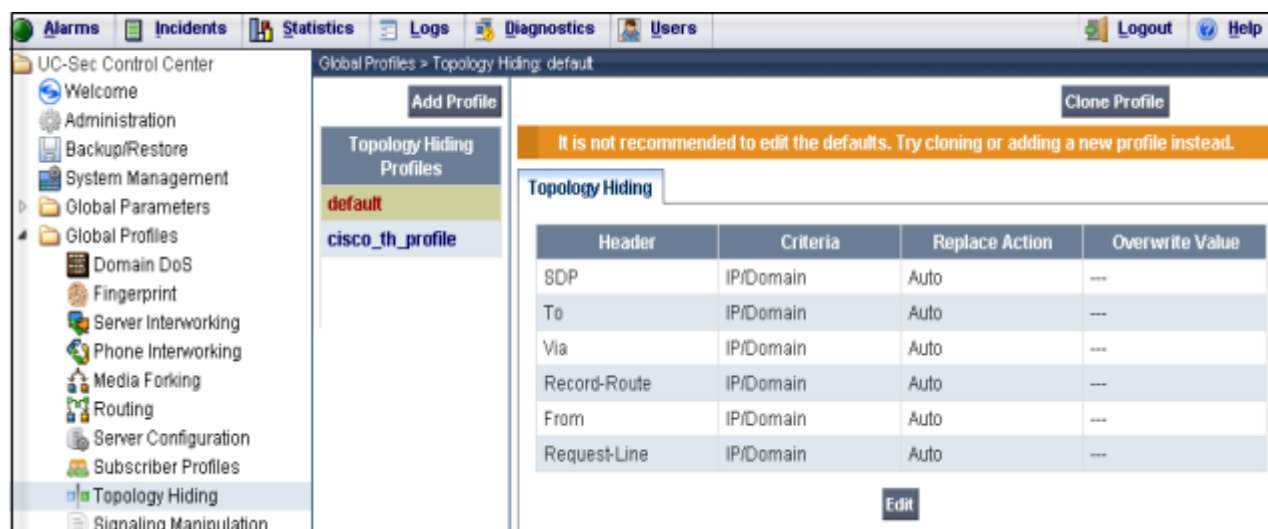 Alarms Incidents Statistics Logs Diagnostics Users Logout Help
UC-Sec Control Center
Welcome
Administration
Backup/Restore
System Management
Global Parameters
Global Profiles
Domain DoS
Fingerprint
Server Interworking
Phone Interworking
Media Forking
Routing
Server Configuration
Subscriber Profiles
Topology Hiding
Signaling Manipulation
Global Profiles > Topology Hiding: default
Add Profile
Topology Hiding
Profiles
default
cisco_th_profile
Clone Profile
It is not recommended to edit the defaults. Try cloning or adding a new profile instead.
Topology Hiding
Header Criteria Replace Action Overwrite Value
SDP IP/Domain Auto ---
To IP/Domain Auto ---
Via IP/Domain Auto ---
Record-Route IP/Domain Auto ---
From IP/Domain Auto ---
Request-Line IP/Domain Auto ---
Edit